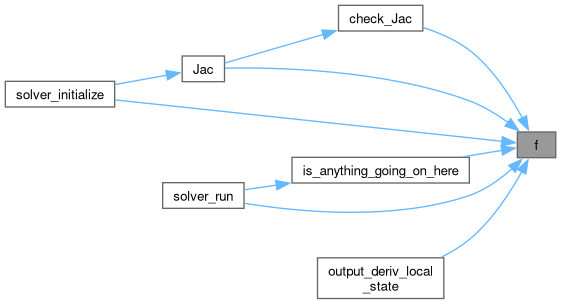 check_Jac
Jac
solver_initialize
f
is_anything_going_on_here
solver_run
output_deriv_local
_state